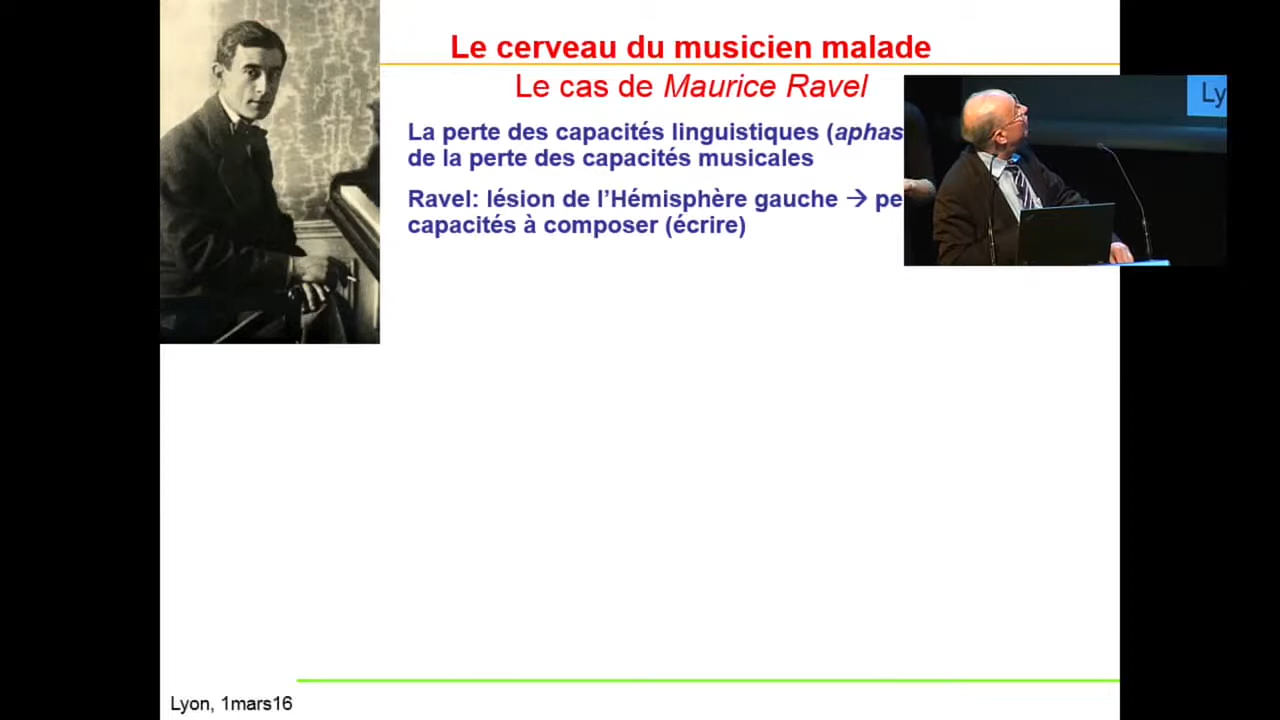 Le cerveau du musicien malade
Le cas de Maurice Ravel
La perte des capacités linguistiques (aphas
de la perte des capacités musicales
Ravel: lésion de l’Hémisphère gauche → pe
capacités à composer (écrire)
Ly
Lyon, 1mars16